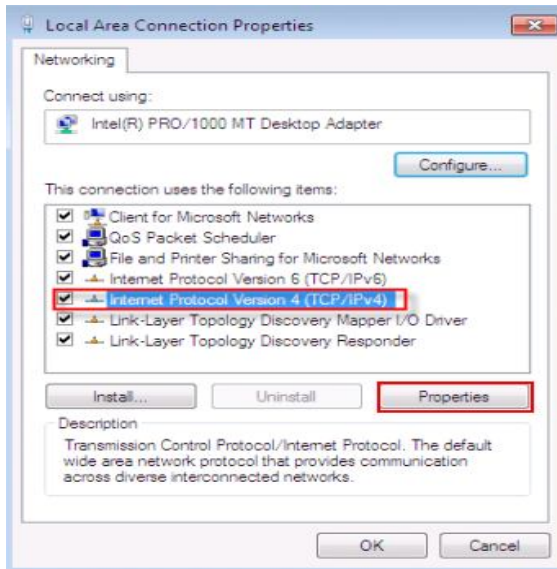 Local Area Connection Properties
Networking
Connect using:
Intel(R) PRO/1000 MT Desktop Adapter
Configure...
This connection uses the following items:
Client for Microsoft Networks
QoS Packet Scheduler
File and Printer Sharing for Microsoft Networks
Internet Protocol Version 6 (TCP/IPv6)
Internet Protocol Version 4 (TCP/IPv4)
Link-Layer Topology Discovery Mapper I/O Driver
Link-Layer Topology Discovery Responder
Install...
Uninstall
Properties
Description
Transmission Control Protocol/Internet Protocol. The default
wide area network protocol that provides communication
across diverse interconnected networks.
OK
Cancel